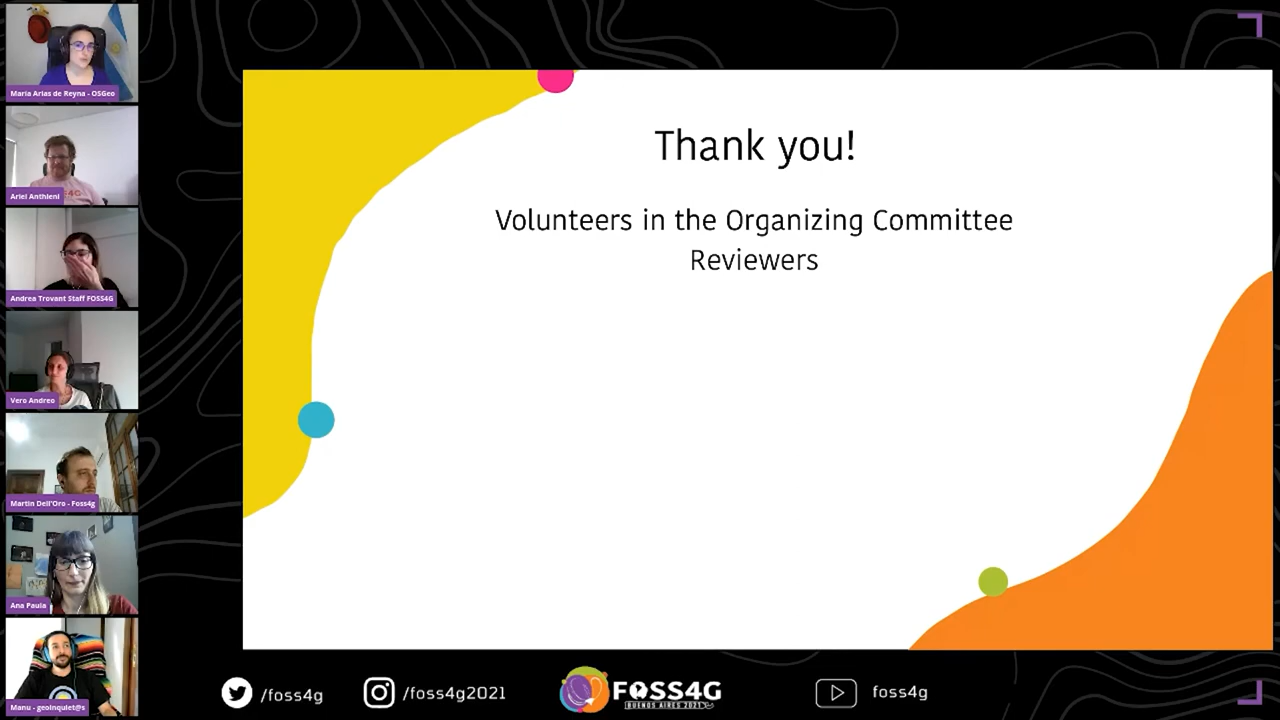 Maria Arias de Reyna - OSGeo
Ariel Anthieni
Andrea Trovant Staff FOSS4G
Vero Andreo
Martin Dell'Oro - Foss4g
Ana Paula
Manu - geoinquiet@s
Thank you!
Volunteers in the Organizing Committee
Reviewers
/foss4g
/foss4g2021
FOSS4G
BUENOS AIRES 2021
foss4g